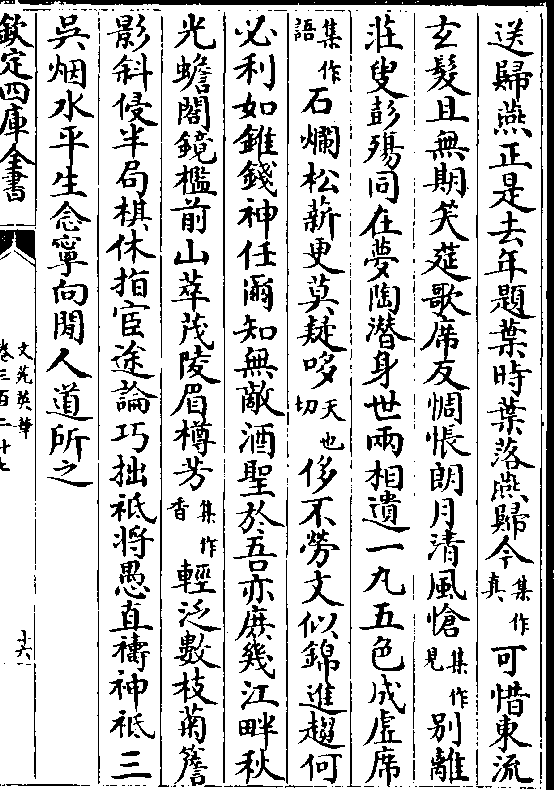 送歸燕正是去年題葉時葉落燕歸今集作真可惜東流
玄髮且無期笑筵歌席反惆悵朗月清風愴集作見別離
莊叟彭殤同在夢陶潛身世兩相遺一丸五色成虛席
集作語石爛松薪更莫疑哆天也切侈不勞文似錦進趨何
必利如錐錢神任爾知無敵酒聖於吾亦庶幾江畔秋
光蟾閣鏡檻前山萃茂陵眉樽芳集作香輕泛數枝菊簷
影斜侵半局棋休指宦途論巧拙祗將愚直禱神祗三
吳烟水平生念寧向閒人道所之
欽定四庫全書
文苑英華
卷三百二十七